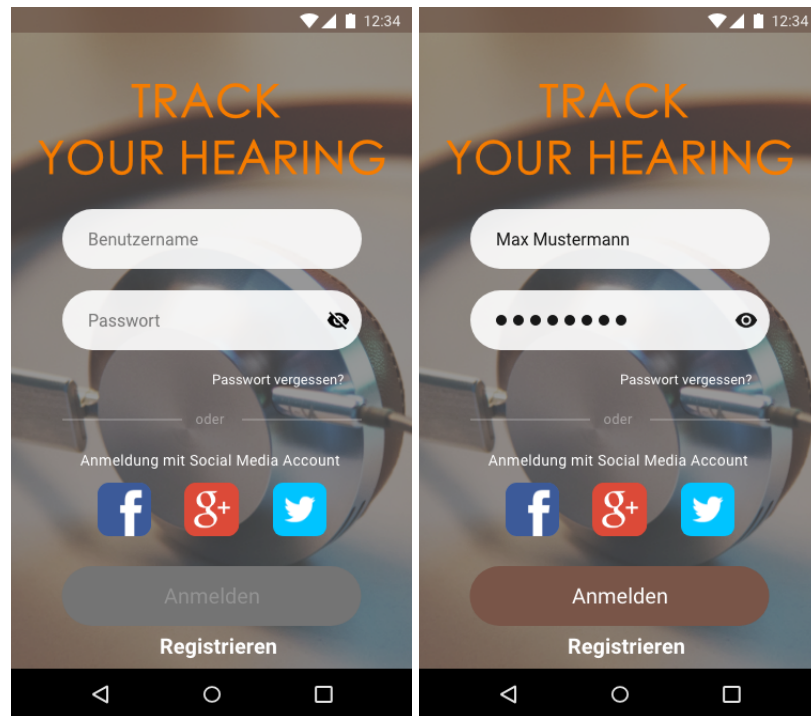 12:34
TRACK
YOUR HEARING
Benutzername
Passwort
Passwort vergessen?
oder
Anmeldung mit Social Media Account
f
g+
Anmelden
Registrieren
12:34
TRACK
YOUR HEARING
Max Mustermann
Passwort vergessen?
oder
Anmeldung mit Social Media Account
f
g+
Anmelden
Registrieren